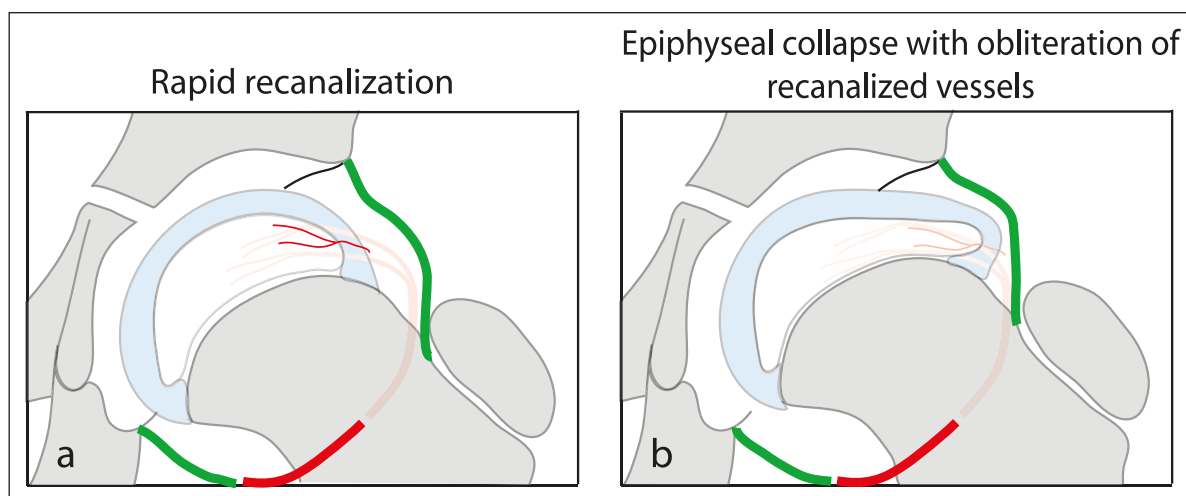 Rapid recanalization
Epiphyseal collapse with obliteration of
recanalized vessels
a
b